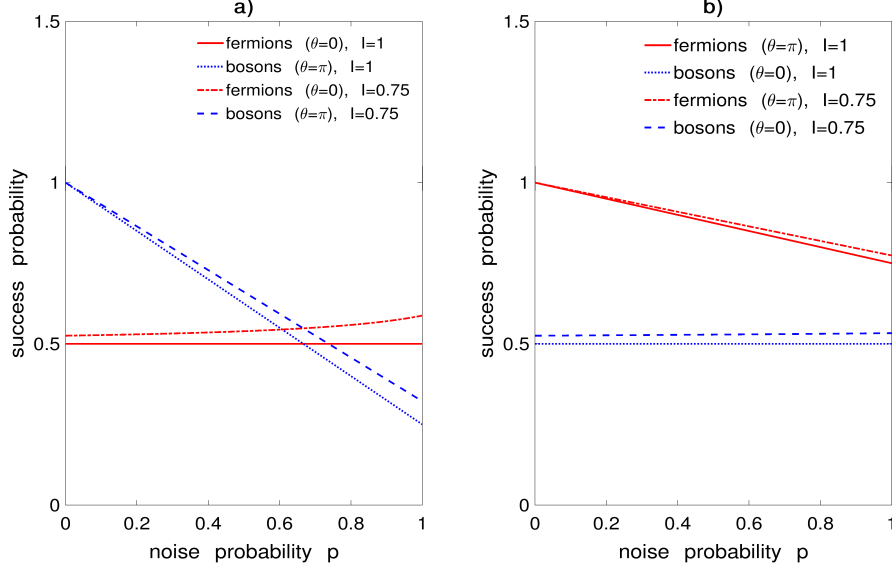 a)
1.5
1
0.5
0
0
0.2
0.4
0.6
0.8
1
success probability
noise probability p
fermions (θ=0), I=1
bosons (θ=π), I=1
fermions (θ=0), I=0.75
bosons (θ=π), I=0.75
b)
1.5
1
0.5
0
0
0.2
0.4
0.6
0.8
1
success probability
noise probability p
fermions (θ=π), I=1
bosons (θ=0), I=1
fermions (θ=π), I=0.75
bosons (θ=0), I=0.75